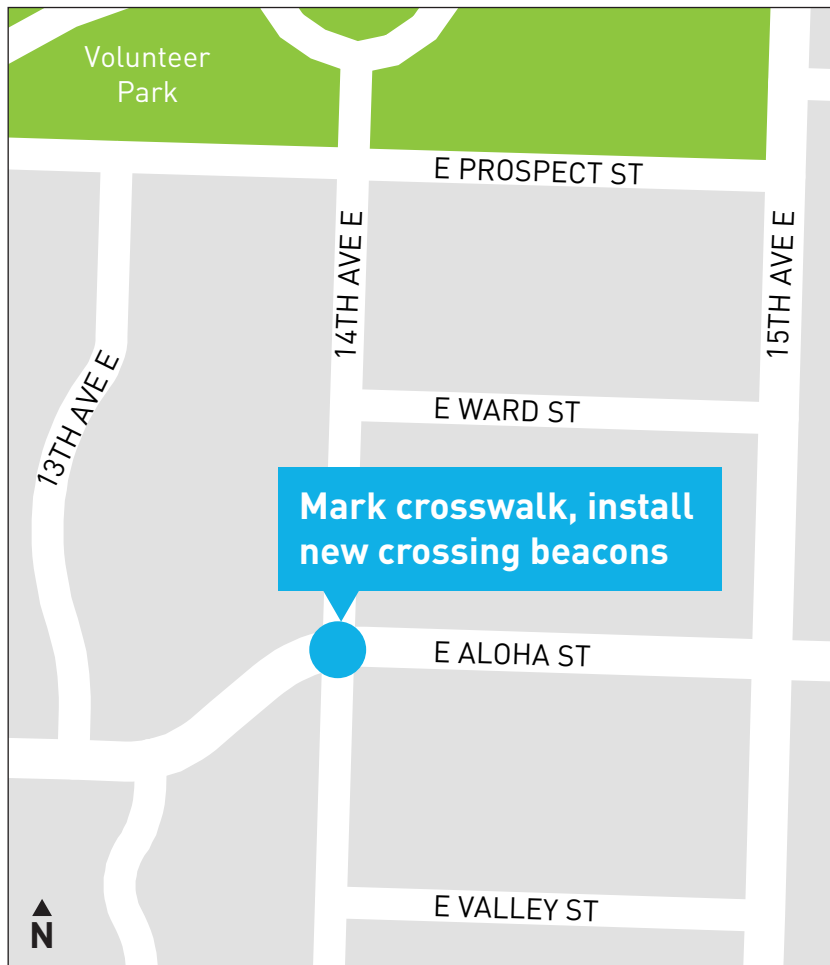 Volunteer
Park
E PROSPECT ST
14TH AVE E
15TH AVE E
13TH AVE E
E WARD ST
Mark crosswalk, install
new crossing beacons
E ALOHA ST
E VALLEY ST
N